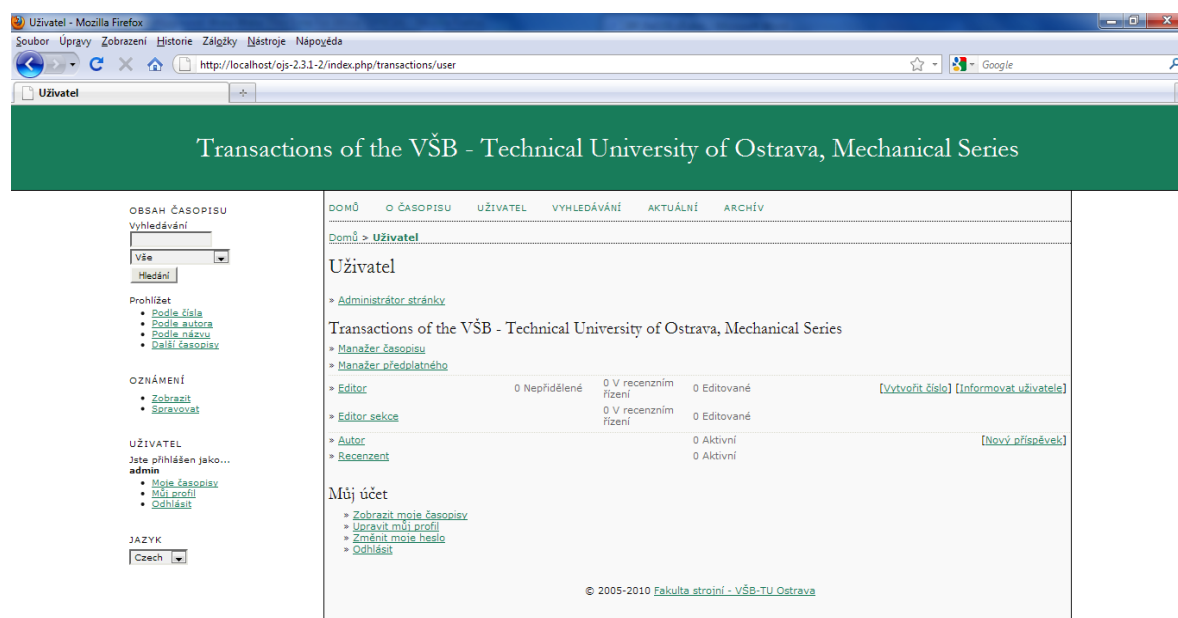 Uživatel - Mozilla Firefox
Soubor Úpravy Zobrazení Historie Záložky Nástroje Nápověda
http://localhost/ojs-2.3.1-2/index.php/transactions/user
Google
Uživatel
Transactions of the VŠB - Technical University of Ostrava, Mechanical Series
OBSAH ČASOPISU
Vyhledávání
Vše
Hledání
Prohlížet
Podle čísla
Podle autora
Podle názvu
Další časopisy
OZNÁMENÍ
Zobrazit
Spravovat
UŽIVATEL
Jste přihlášen jako...
admin
Moje časopisy
Můj profil
Odhlásit
JAZYK
Czech
DOMŮ O ČASOPISU UŽIVATEL VYHLEDÁVÁNÍ AKTUÁLNÍ ARCHÍV
Domů > Uživatel
Uživatel
» Administrátor stránky
Transactions of the VŠB - Technical University of Ostrava, Mechanical Series
» Manažer časopisu
» Manažer předplatného
» Editor 0 Nepřidělené 0 V recenzním řízení 0 Editované [Vytvořit číslo] [Informovat uživatele]
» Editor sekce 0 V recenzním řízení 0 Editované
» Autor 0 Aktivní [Nový příspěvek]
» Recenzent 0 Aktivní
Můj účet
» Zobrazit moje časopisy
» Upravit můj profil
» Změnit moje heslo
» Odhlásit
© 2005-2010 Fakulta strojní - VŠB-TU Ostrava